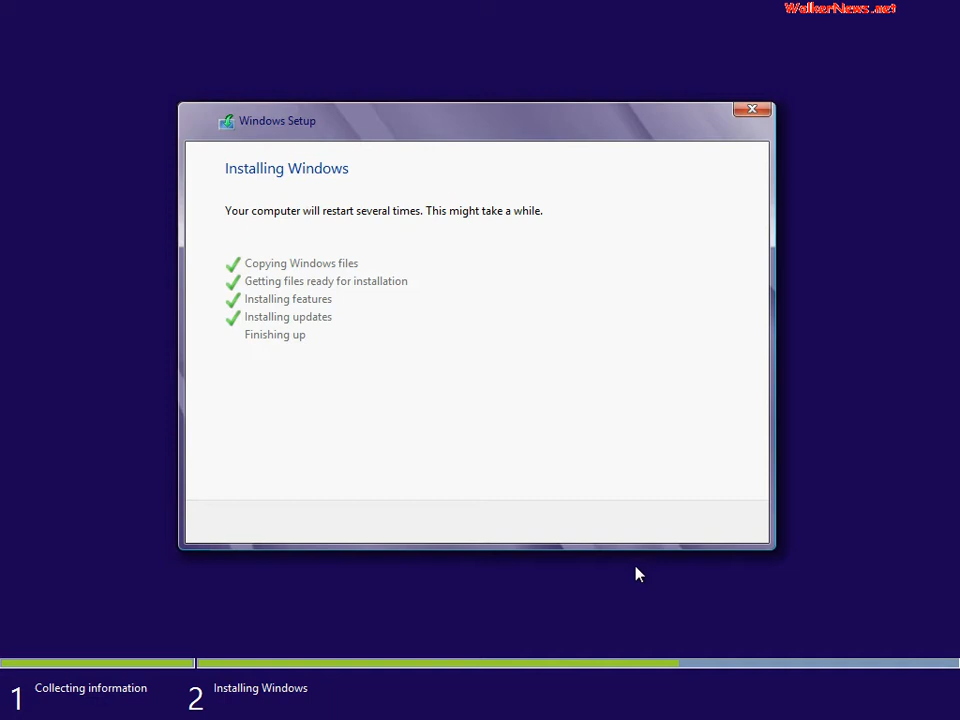 WalkerNews.net
Windows Setup
Installing Windows
Your computer will restart several times. This might take a while.
Copying Windows files
Getting files ready for installation
Installing features
Installing updates
Finishing up
1 Collecting information
2 Installing Windows